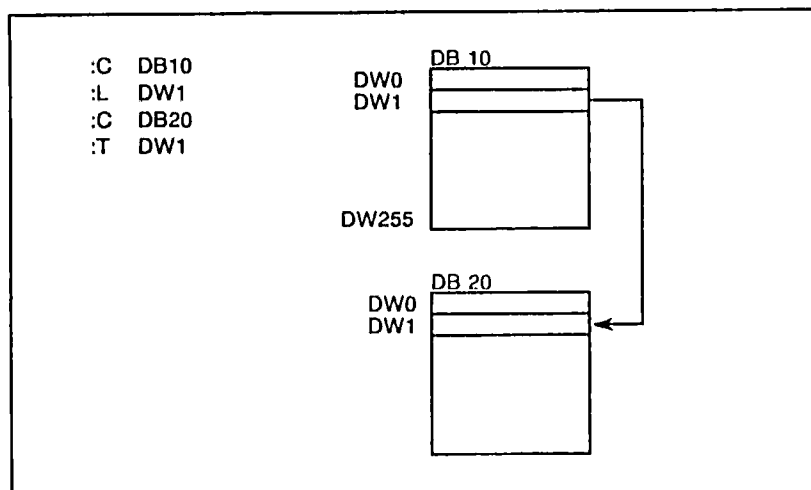 :C DB10
:L DW1
:C DB20
:T DW1
DB 10
DW0
DW1
DW255
DB 20
DW0
DW1